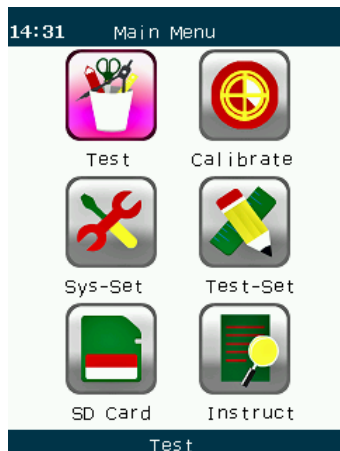 14:31 Main Menu
Test Calibrate
Sys-Set Test-Set
SD Card Instruct
Test